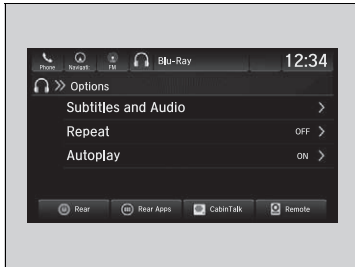 Phone Navigati FM Blu-Ray 12:34
>> Options
Subtitles and Audio >
Repeat OFF >
Autoplay ON >
Rear Rear Apps CabinTalk Remote